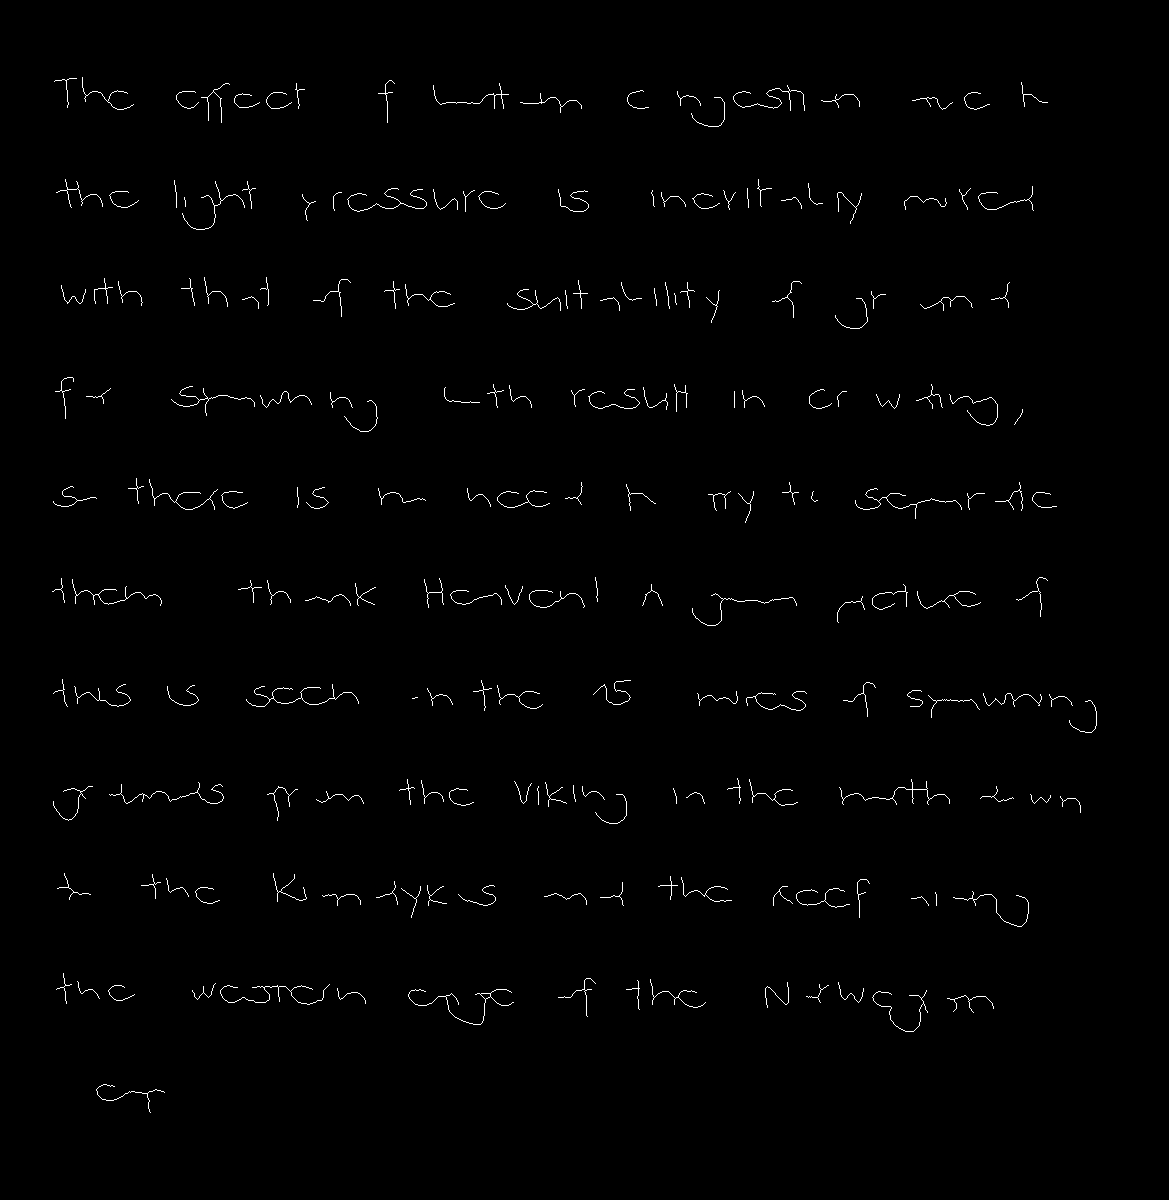 The effect of bottom congestion such
the light pressure is inevitably mixed
with that of the suitability of ground
for spawning both result in crowding,
so there is no need to try to separate
them thank Heaven! A good picture of
this is seen in the 15 miles of spawning
grounds from the Viking in the north down
to the Klondykes and the Reef along
the western edge of the Norwegian